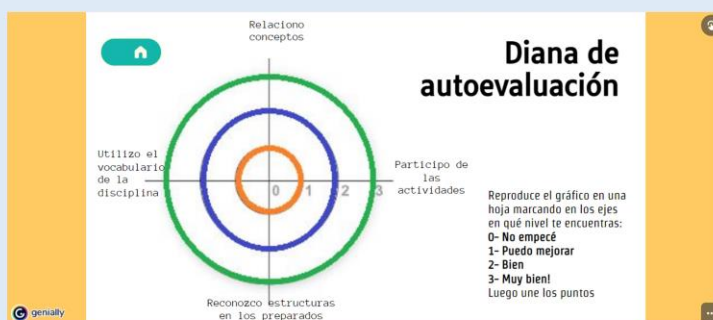 Relaciono
conceptos
Diana de
autoevaluación
Utilizo el
vocabulario
de la
disciplina
Participo de
las
actividades
0 1 2 3
Reproduce el gráfico en una
hoja marcando en los ejes
en qué nivel te encuentras:
0- No empecé
1- Puedo mejorar
2- Bien
3- Muy bien!
Luego une los puntos
Reconozco estructuras
en los preparados
genially